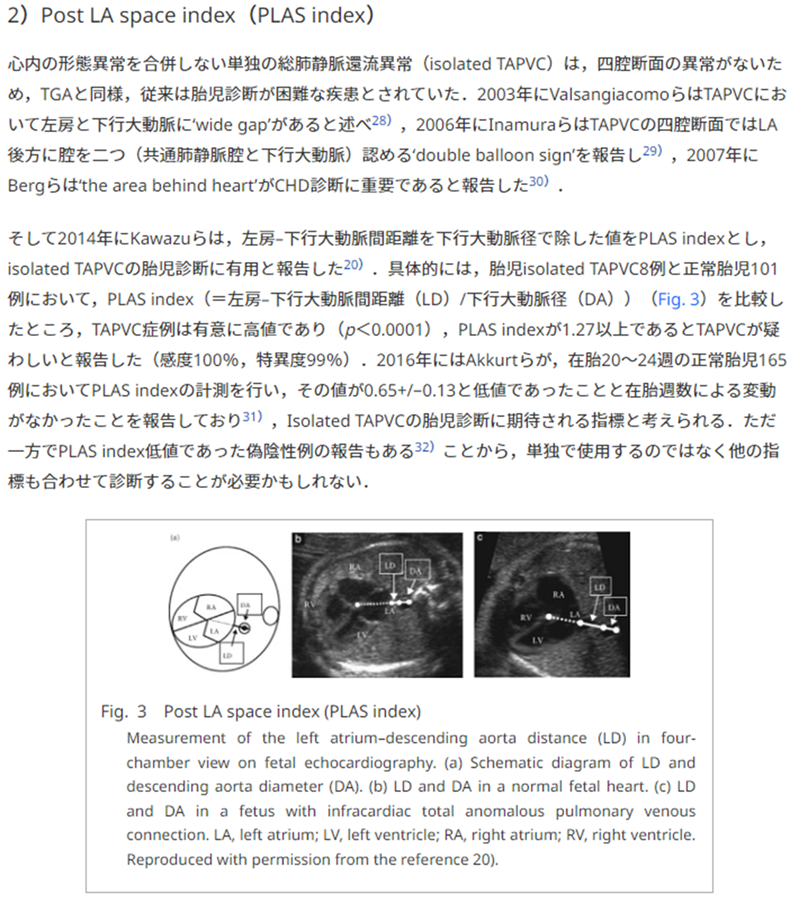 2）Post LA space index（PLAS index）
心内の形態異常を合併しない単独の総肺静脈還流異常（isolated TAPVC）は，四腔断面の異常がないた
め，TGAと同様，従来は胎児診断が困難な疾患とされていた．2003年にValsangiacomoらはTAPVCにお
いて左房と下行大動脈に‘wide gap’があると述べ28），2006年にInamuraらはTAPVCの四腔断面ではLA
後方に腔を二つ（共通肺静脈腔と下行大動脈）認める‘double balloon sign’を報告し29），2007年に
Bergらは‘the area behind heart’がCHD診断に重要であると報告した30）．
そして2014年にKawazuらは，左房–下行大動脈間距離を下行大動脈径で除した値をPLAS indexとし，
isolated TAPVCの胎児診断に有用と報告した20）．具体的には，胎児isolated TAPVC8例と正常胎児101
例において，PLAS index（＝左房–下行大動脈間距離（LD）/下行大動脈径（DA））（Fig. 3）を比較し
たところ，TAPVC症例は有意に高値であり（p＜0.0001），PLAS indexが1.27以上であるとTAPVCが疑
わしいと報告した（感度100%，特異度99%）．2016年にはAkkurtらが，在胎20〜24週の正常胎児165
例においてPLAS indexの計測を行い，その値が0.65+/–0.13と低値であったことと在胎週数による変動
がなかったことを報告しており31），Isolated TAPVCの胎児診断に期待される指標と考えられる．ただ
一方でPLAS index低値であった偽陰性例の報告もある32）ことから，単独で使用するのではなく他の指
標も合わせて診断することが必要かもしれない．
(a)
RA
DA
RV
LA
LV
LD
b
RA
LD
DA
RV
LA
LV
c
RA
LD
DA
RV
LA
LV
Fig. 3 Post LA space index (PLAS index)
Measurement of the left atrium–descending aorta distance (LD) in four-
chamber view on fetal echocardiography. (a) Schematic diagram of LD and
descending aorta diameter (DA). (b) LD and DA in a normal fetal heart. (c) LD
and DA in a fetus with infracardiac total anomalous pulmonary venous
connection. LA, left atrium; LV, left ventricle; RA, right atrium; RV, right ventricle.
Reproduced with permission from the reference 20).